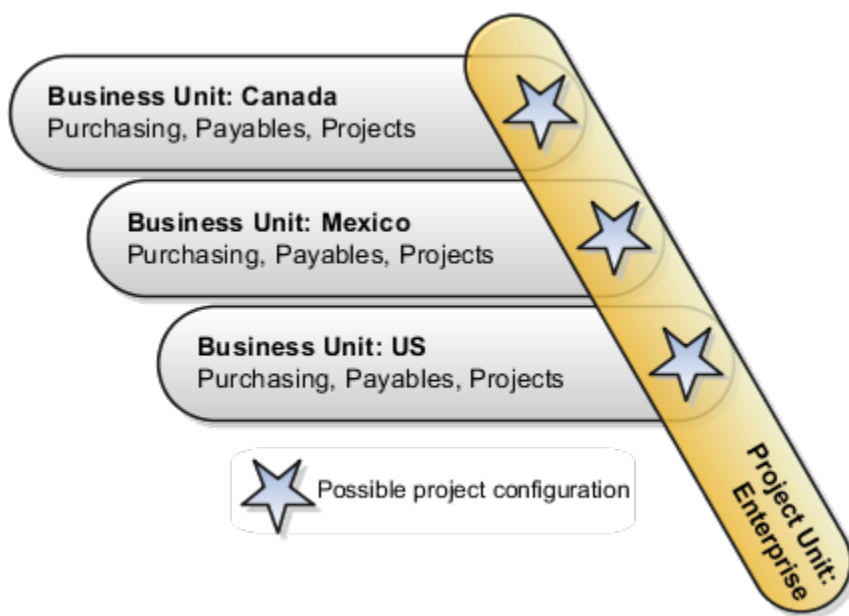 Business Unit: Canada
Purchasing, Payables, Projects
Business Unit: Mexico
Purchasing, Payables, Projects
Business Unit: US
Purchasing, Payables, Projects
Possible project configuration
Project Unit:
Enterprise